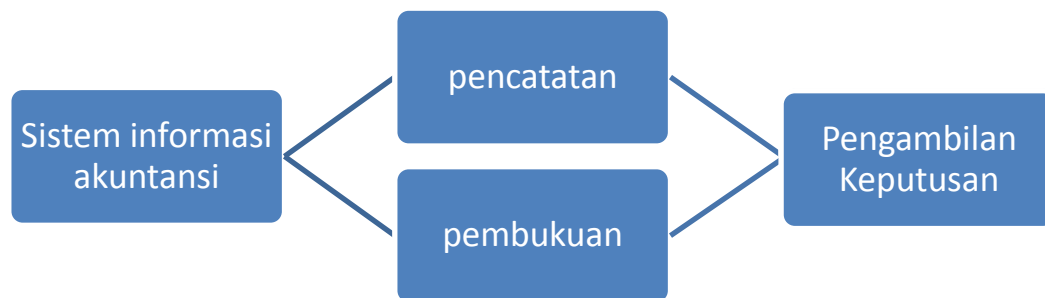 Sistem informasi
akuntansi
pencatatan
pembukuan
Pengambilan
Keputusan